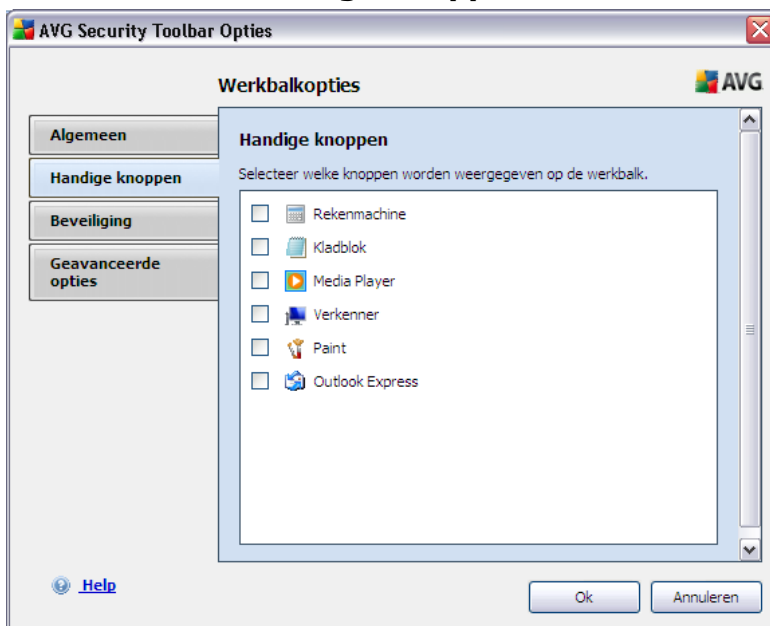 AVG Security Toolbar Opties
Werkbalkopties
AVG
Algemeen
Handige knoppen
Beveiliging
Geavanceerde
opties
Handige knoppen
Selecteer welke knoppen worden weergegeven op de werkbalk.
Rekenmachine
Kladblok
Media Player
Verkenner
Paint
Outlook Express
Help
Ok
Annuleren